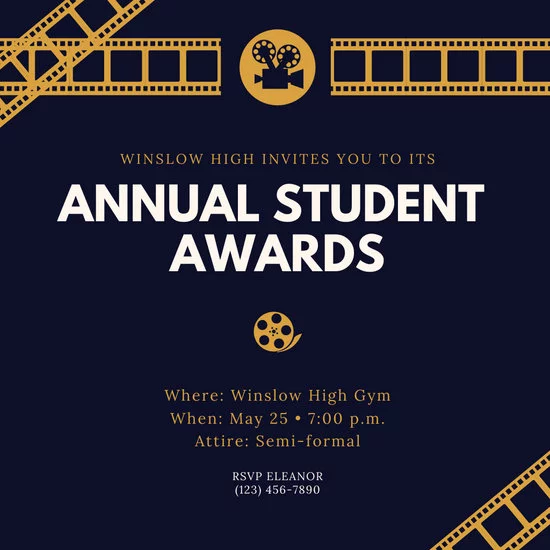 WINSLOW HIGH INVITES YOU TO ITS
ANNUAL STUDENT
AWARDS
Where: Winslow High Gym
When: May 25 • 7:00 p.m.
Attire: Semi-formal
RSVP ELEANOR
(123) 456-7890